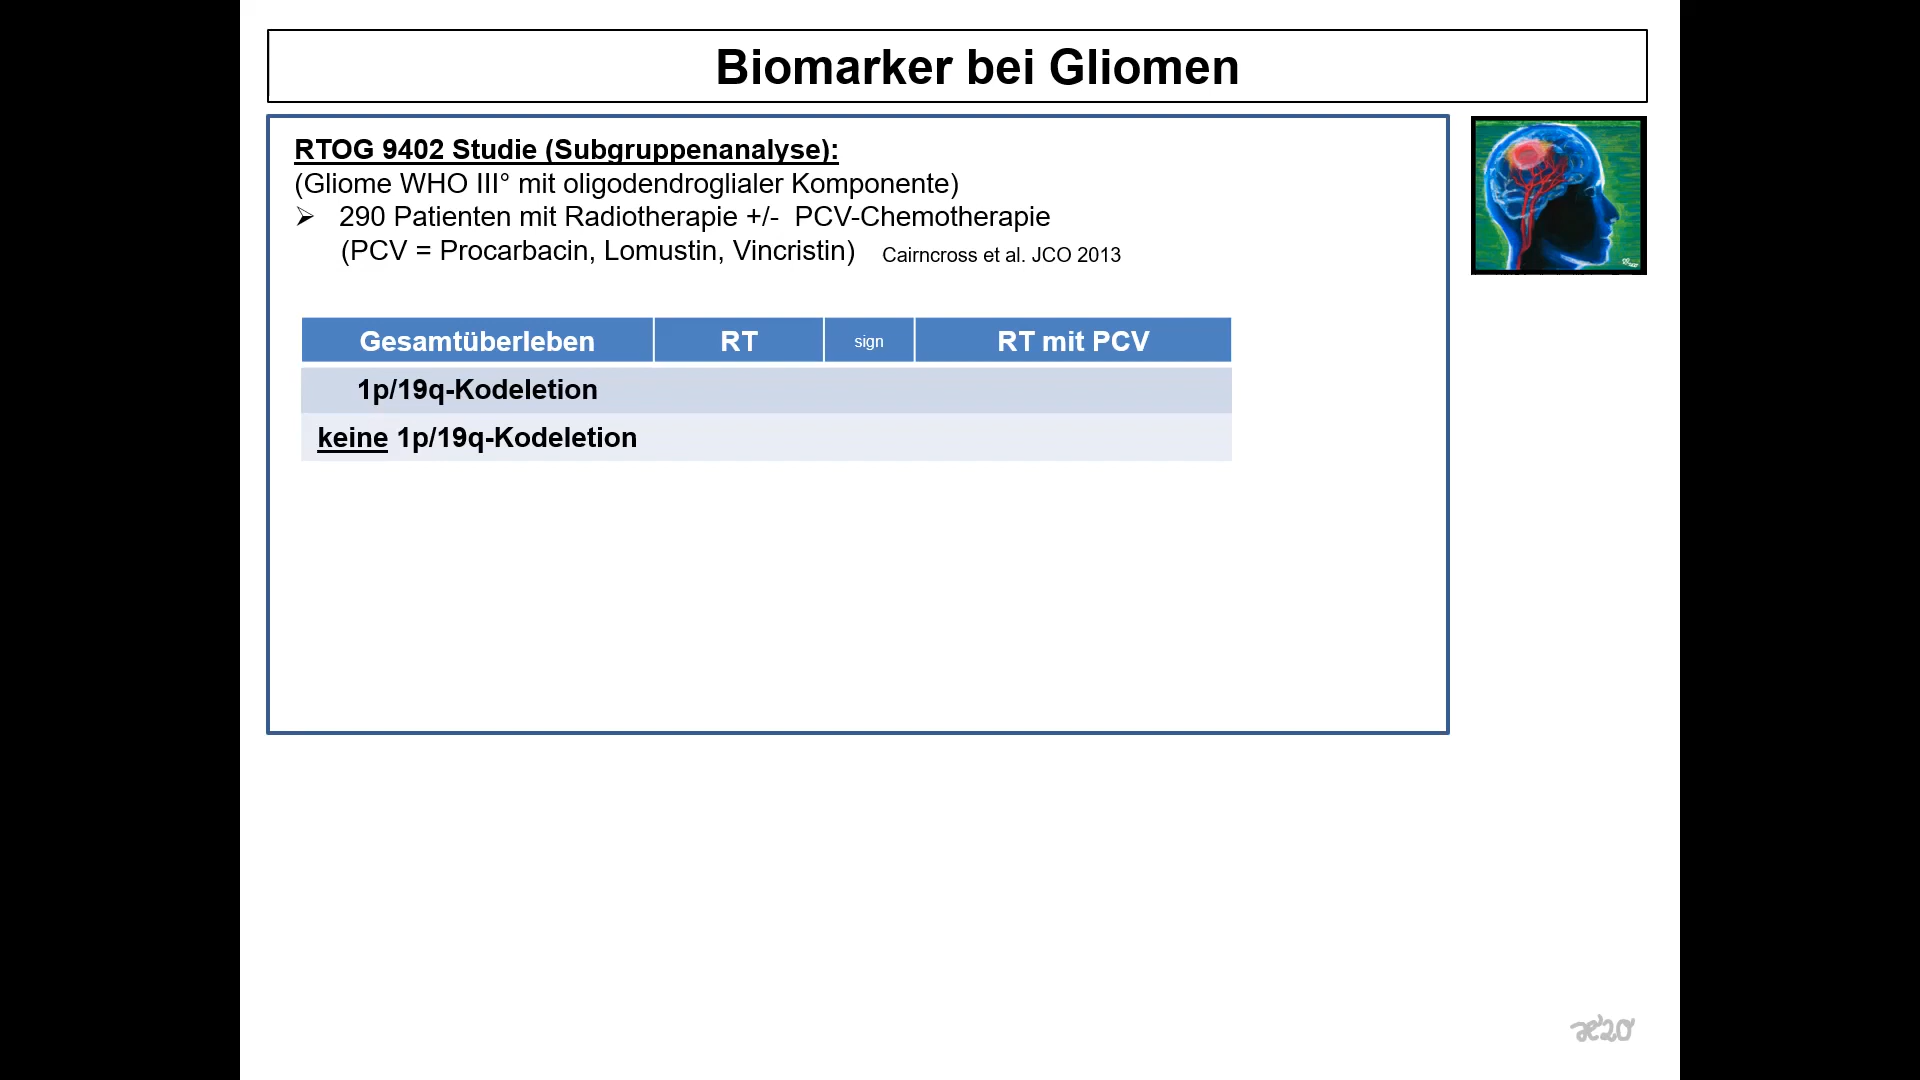 Biomarker bei Gliomen
RTOG 9402 Studie (Subgruppenanalyse):
(Gliome WHO III° mit oligodendroglialer Komponente)
➢ 290 Patienten mit Radiotherapie +/- PCV-Chemotherapie
(PCV = Procarbacin, Lomustin, Vincristin) Cairncross et al. JCO 2013
Gesamtüberleben RT sign RT mit PCV
1p/19q-Kodeletion
keine 1p/19q-Kodeletion